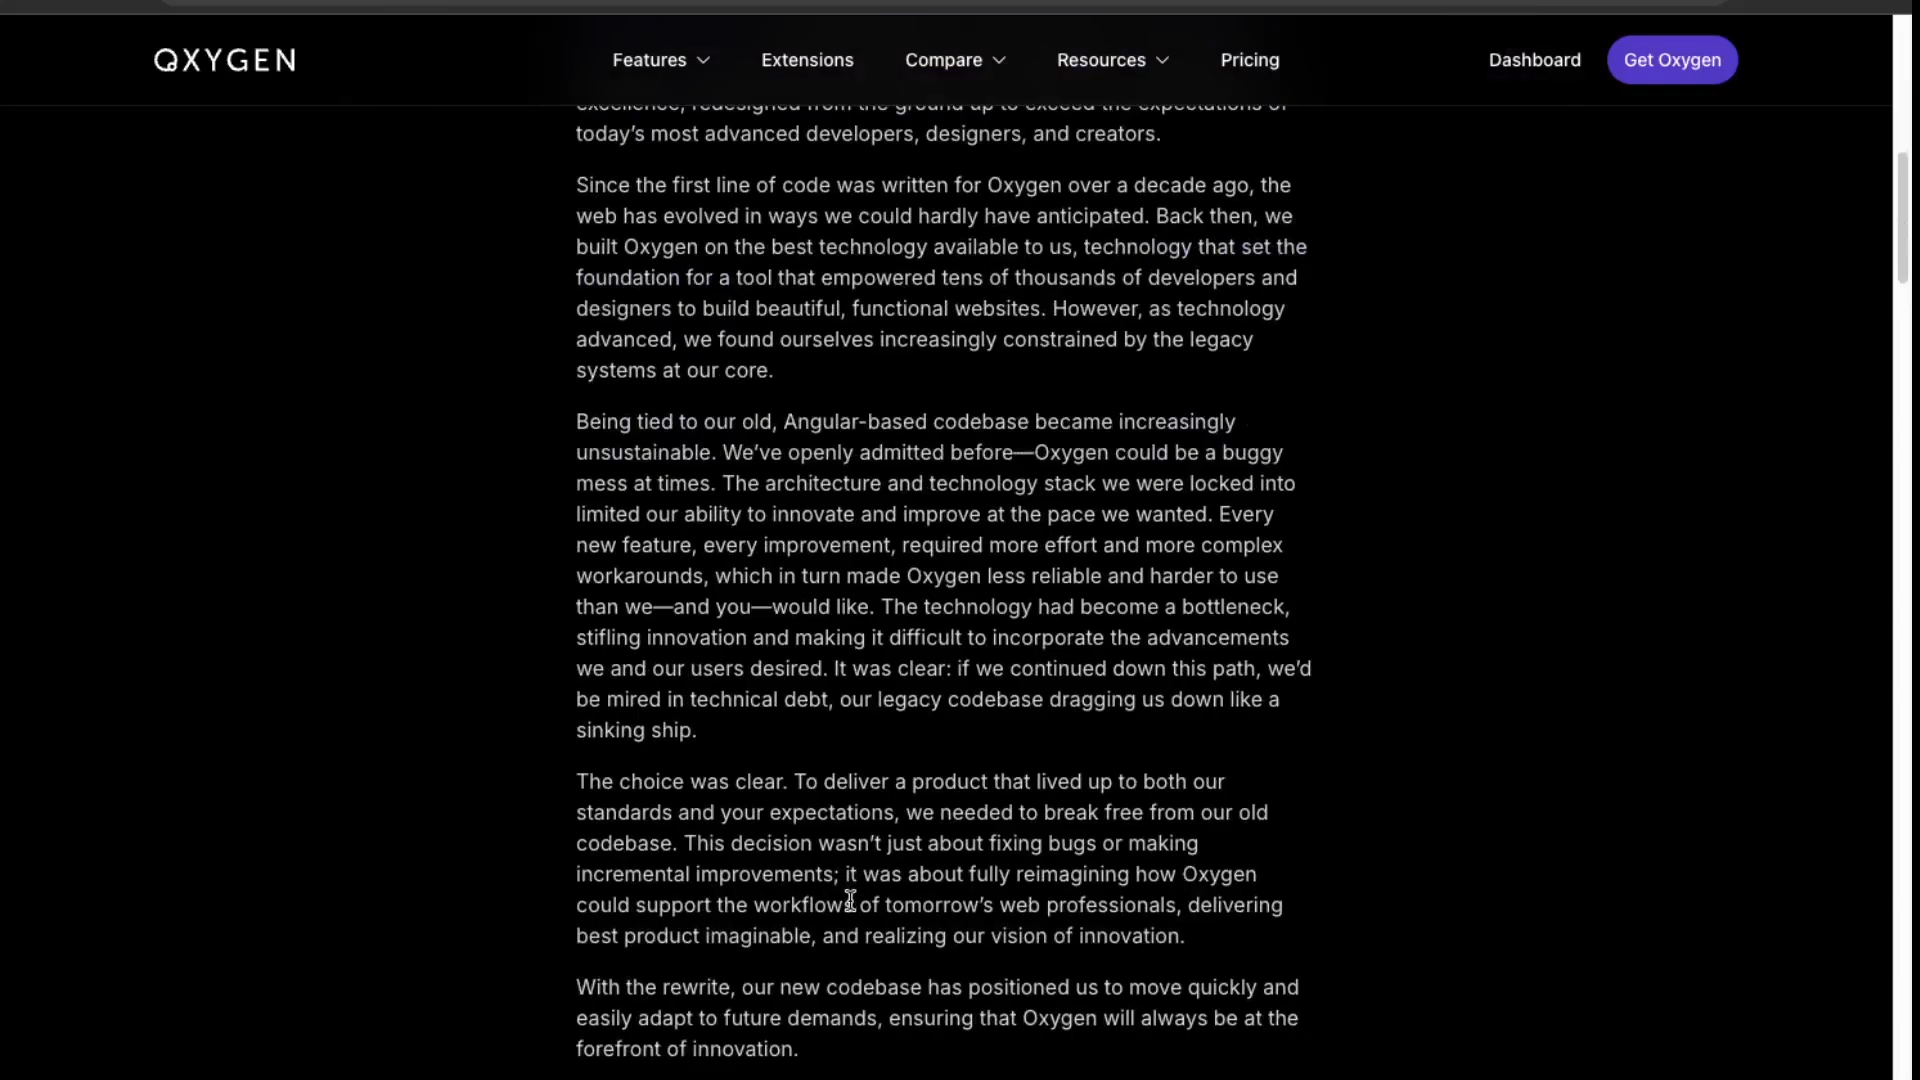 OXYGEN
Features
Extensions
Compare
Resources
Pricing
Dashboard
Get Oxygen
excellence, redesigned from the ground up to exceed the expectations of
today’s most advanced developers, designers, and creators.
Since the first line of code was written for Oxygen over a decade ago, the
web has evolved in ways we could hardly have anticipated. Back then, we
built Oxygen on the best technology available to us, technology that set the
foundation for a tool that empowered tens of thousands of developers and
designers to build beautiful, functional websites. However, as technology
advanced, we found ourselves increasingly constrained by the legacy
systems at our core.
Being tied to our old, Angular-based codebase became increasingly
unsustainable. We’ve openly admitted before—Oxygen could be a buggy
mess at times. The architecture and technology stack we were locked into
limited our ability to innovate and improve at the pace we wanted. Every
new feature, every improvement, required more effort and more complex
workarounds, which in turn made Oxygen less reliable and harder to use
than we—and you—would like. The technology had become a bottleneck,
stifling innovation and making it difficult to incorporate the advancements
we and our users desired. It was clear: if we continued down this path, we’d
be mired in technical debt, our legacy codebase dragging us down like a
sinking ship.
The choice was clear. To deliver a product that lived up to both our
standards and your expectations, we needed to break free from our old
codebase. This decision wasn’t just about fixing bugs or making
incremental improvements; it was about fully reimagining how Oxygen
could support the workflows of tomorrow’s web professionals, delivering
best product imaginable, and realizing our vision of innovation.
With the rewrite, our new codebase has positioned us to move quickly and
easily adapt to future demands, ensuring that Oxygen will always be at the
forefront of innovation.